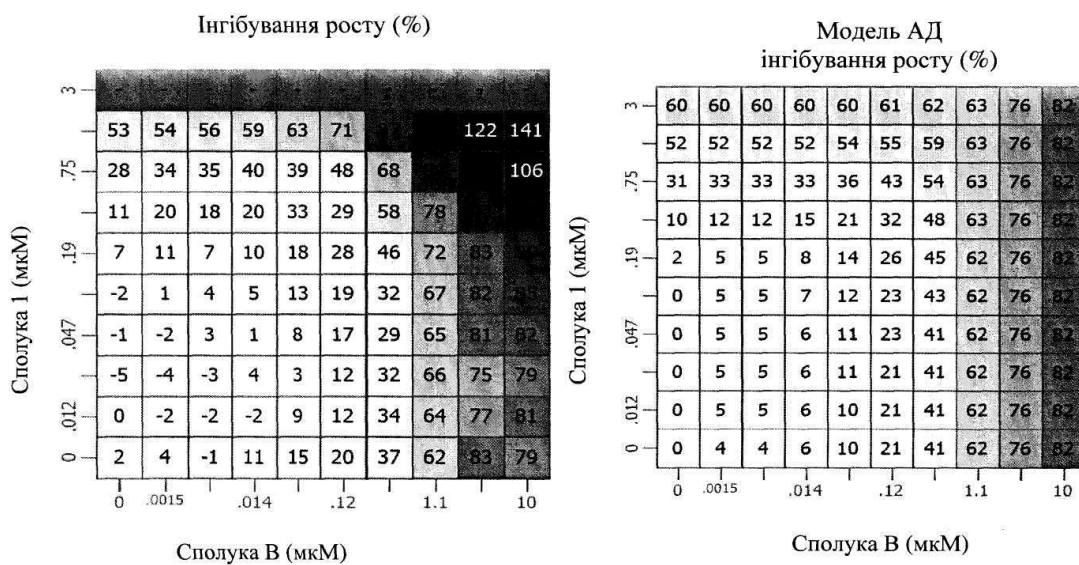 Інгібування росту (%)
3 - - - - - - - - - -
53 54 56 59 63 71 122 141
.75 28 34 35 40 39 48 68 106
11 20 18 20 33 29 58 78
.19 7 11 7 10 18 28 46 72 83
-2 1 4 5 13 19 32 67 82
.047 -1 -2 3 1 8 17 29 65 81 82
-5 -4 -3 4 3 12 32 66 75 79
.012 0 -2 -2 -2 9 12 34 64 77 81
0 2 4 -1 11 15 20 37 62 83 79
0 .0015 .014 .12 1.1 10
Сполука 1 (мкМ)
Сполука В (мкМ)
Модель АД
інгібування росту (%)
3 60 60 60 60 60 61 62 63 76 82
52 52 52 52 54 55 59 63 76 82
.75 31 33 33 33 36 43 54 63 76 82
10 12 12 15 21 32 48 63 76 82
.19 2 5 5 8 14 26 45 62 76 82
0 5 5 7 12 23 43 62 76 82
.047 0 5 5 6 11 23 41 62 76 82
0 5 5 6 11 21 41 62 76 82
.012 0 5 5 6 10 21 41 62 76 82
0 0 4 4 6 10 21 41 62 76 82
0 .0015 .014 .12 1.1 10
Сполука 1 (мкМ)
Сполука В (мкМ)